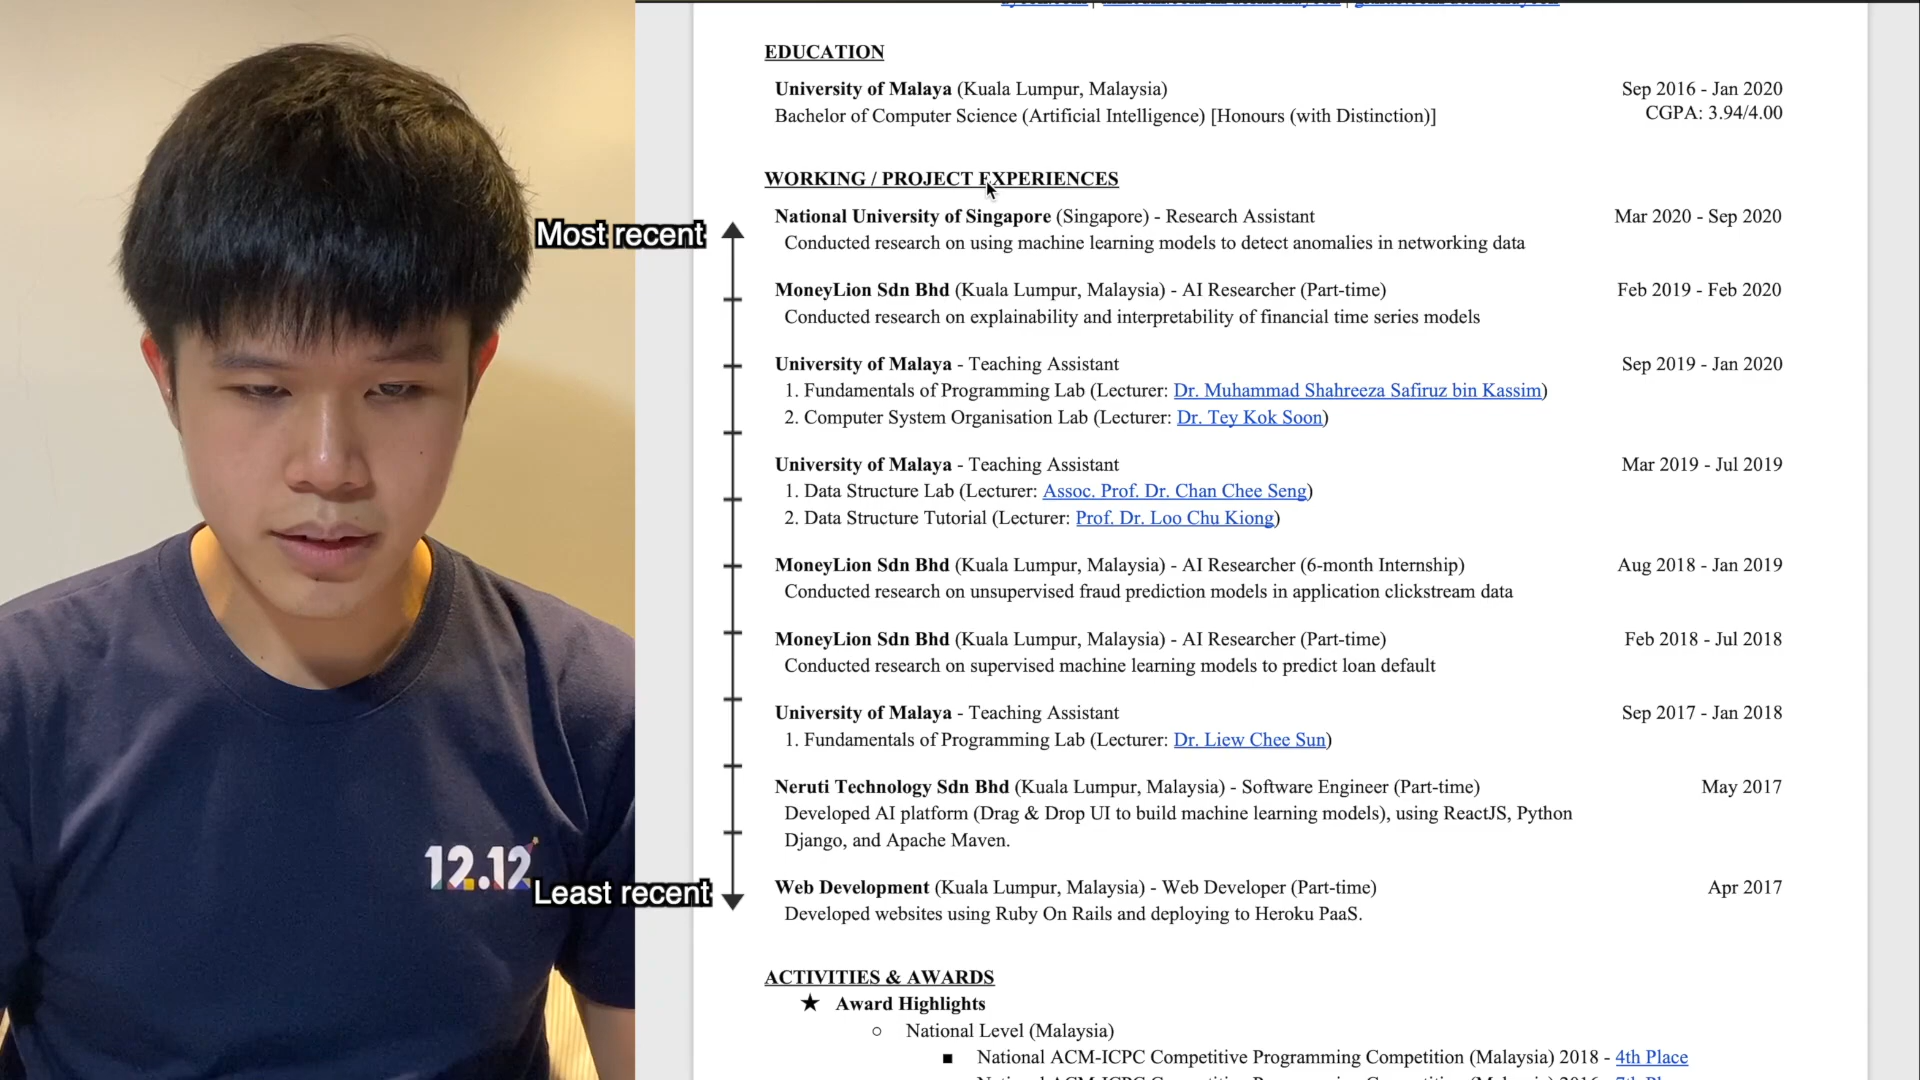 EDUCATION
University of Malaya (Kuala Lumpur, Malaysia) Sep 2016 - Jan 2020
Bachelor of Computer Science (Artificial Intelligence) [Honours (with Distinction)] CGPA: 3.94/4.00
WORKING / PROJECT EXPERIENCES
Most recent
National University of Singapore (Singapore) - Research Assistant Mar 2020 - Sep 2020
Conducted research on using machine learning models to detect anomalies in networking data
MoneyLion Sdn Bhd (Kuala Lumpur, Malaysia) - AI Researcher (Part-time) Feb 2019 - Feb 2020
Conducted research on explainability and interpretability of financial time series models
University of Malaya - Teaching Assistant Sep 2019 - Jan 2020
1. Fundamentals of Programming Lab (Lecturer: Dr. Muhammad Shahreeza Safiruz bin Kassim)
2. Computer System Organisation Lab (Lecturer: Dr. Tey Kok Soon)
University of Malaya - Teaching Assistant Mar 2019 - Jul 2019
1. Data Structure Lab (Lecturer: Assoc. Prof. Dr. Chan Chee Seng)
2. Data Structure Tutorial (Lecturer: Prof. Dr. Loo Chu Kiong)
MoneyLion Sdn Bhd (Kuala Lumpur, Malaysia) - AI Researcher (6-month Internship) Aug 2018 - Jan 2019
Conducted research on unsupervised fraud prediction models in application clickstream data
MoneyLion Sdn Bhd (Kuala Lumpur, Malaysia) - AI Researcher (Part-time) Feb 2018 - Jul 2018
Conducted research on supervised machine learning models to predict loan default
University of Malaya - Teaching Assistant Sep 2017 - Jan 2018
1. Fundamentals of Programming Lab (Lecturer: Dr. Liew Chee Sun)
Neruti Technology Sdn Bhd (Kuala Lumpur, Malaysia) - Software Engineer (Part-time) May 2017
Developed AI platform (Drag & Drop UI to build machine learning models), using ReactJS, Python
Django, and Apache Maven.
12.12
Least recent
Web Development (Kuala Lumpur, Malaysia) - Web Developer (Part-time) Apr 2017
Developed websites using Ruby On Rails and deploying to Heroku PaaS.
ACTIVITIES & AWARDS
★ Award Highlights
○ National Level (Malaysia)
■ National ACM-ICPC Competitive Programming Competition (Malaysia) 2018 - 4th Place